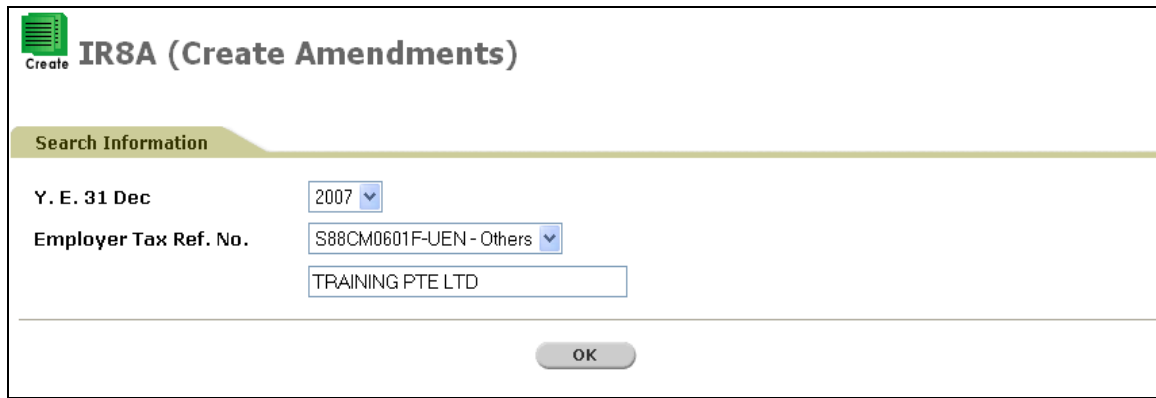 Create IR8A (Create Amendments)
Search Information
Y. E. 31 Dec 2007
Employer Tax Ref. No. S88CM0601F-UEN - Others
TRAINING PTE LTD
OK